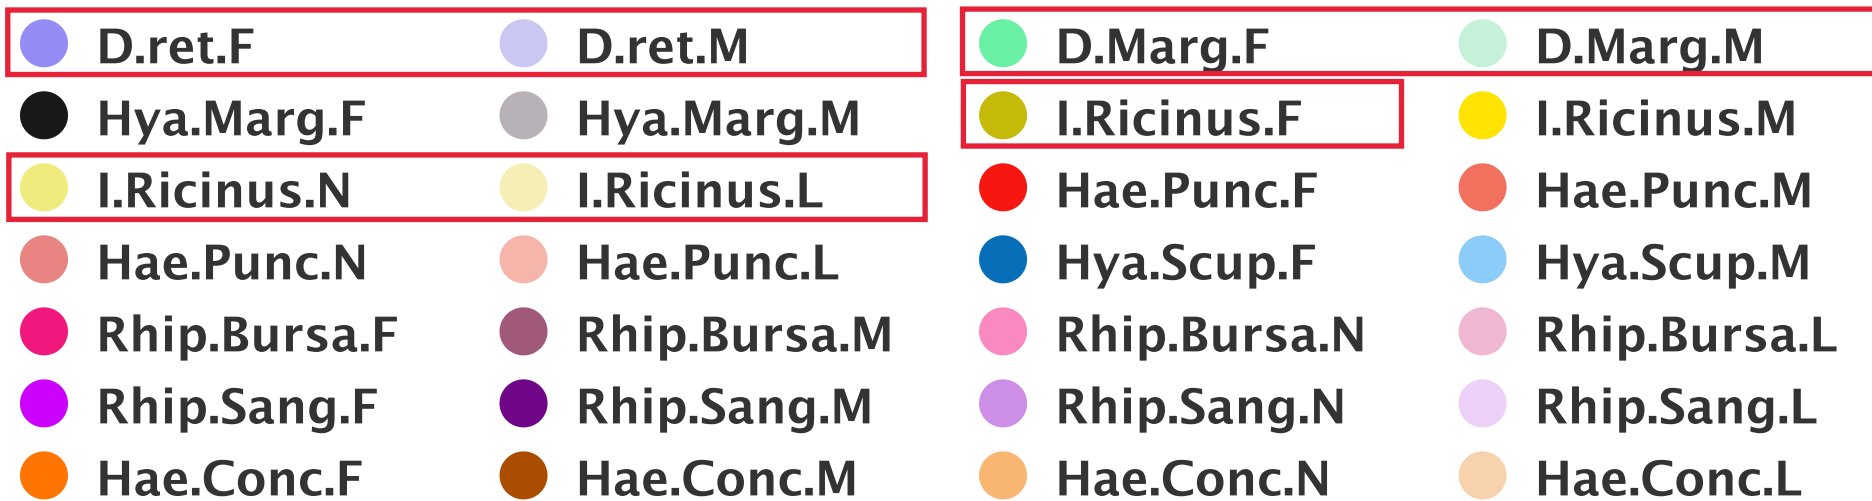 D.ret.F D.ret.M D.Marg.F D.Marg.M
Hya.Marg.F Hya.Marg.M I.Ricinus.F I.Ricinus.M
I.Ricinus.N I.Ricinus.L Hae.Punc.F Hae.Punc.M
Hae.Punc.N Hae.Punc.L Hya.Scup.F Hya.Scup.M
Rhip.Bursa.F Rhip.Bursa.M Rhip.Bursa.N Rhip.Bursa.L
Rhip.Sang.F Rhip.Sang.M Rhip.Sang.N Rhip.Sang.L
Hae.Conc.F Hae.Conc.M Hae.Conc.N Hae.Conc.L